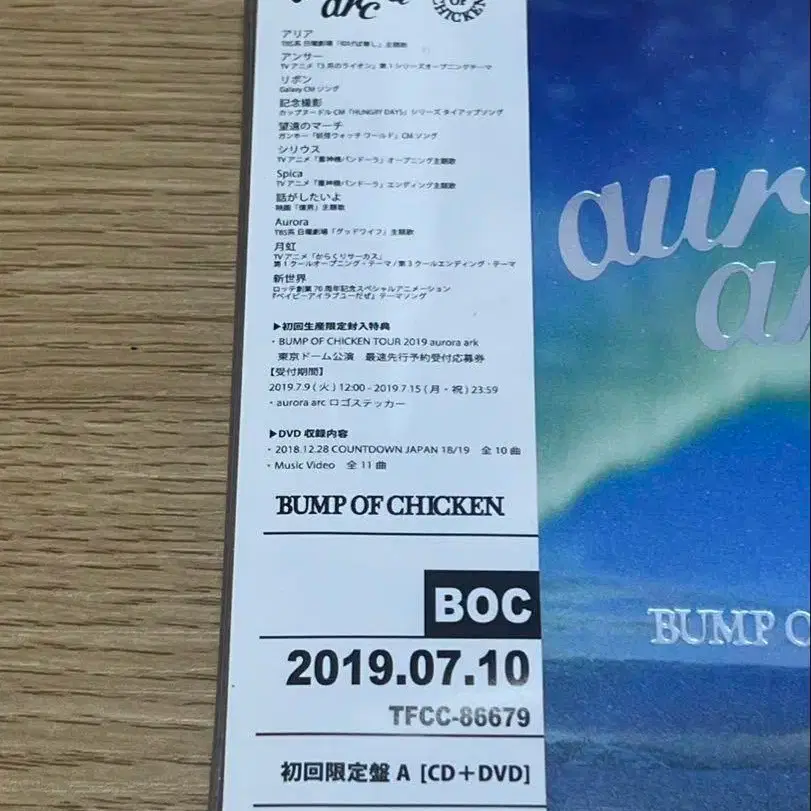 arc
OF
CHICKEN
アリア
TBS系 日曜劇場「仰げば尊し」主題歌
アンサー
TVアニメ「3月のライオン」第1シリーズオープニングテーマ
リボン
Galaxy CM ソング
記念撮影
カップヌードル CM「HUNGRY DAYS」シリーズ タイアップソング
望遠のマーチ
ガンホー「妖怪ウォッチ ワールド」CM ソング
シリウス
TV アニメ「重神機パンドーラ」オープニング主題歌
Spica
TV アニメ「重神機パンドーラ」エンディング主題歌
話がしたいよ
映画「億男」主題歌
Aurora
TBS系 日曜劇場「グッドワイフ」主題歌
月虹
TV アニメ「からくりサーカス」
第1クールオープニング・テーマ / 第3クールエンディング・テーマ
新世界
ロッテ創業 70 周年記念スペシャルアニメーション
『ベイビーアイラブユーだぜ』テーマソング
▶初回生産限定封入特典
・BUMP OF CHICKEN TOUR 2019 aurora ark
東京ドーム公演 最速先行予約受付応募券
【受付期間】
2019.7.9 ( 火 ) 12:00 - 2019.7.15 ( 月・祝 ) 23:59
・aurora arc ロゴステッカー
▶DVD 収録内容
・2018.12.28 COUNTDOWN JAPAN 18/19 全 10 曲
・Music Video 全 11 曲
BUMP OF CHICKEN
BOC
2019.07.10
TFCC-86679
初回限定盤 A [CD+DVD]
aur
a
BUMP O